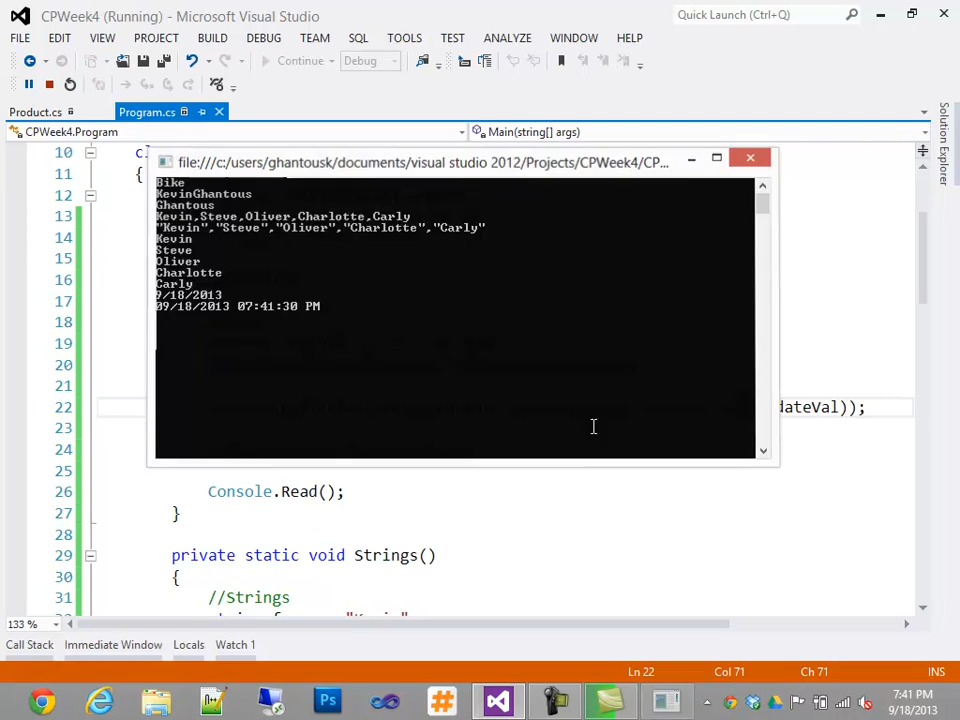 CPWeek4 (Running) - Microsoft Visual Studio
Quick Launch (Ctrl+Q)
FILE EDIT VIEW PROJECT BUILD DEBUG TEAM SQL TOOLS TEST ANALYZE WINDOW HELP
Continue Debug
Product.cs Program.cs
CPWeek4.Program Main(string[] args)
Solution Explorer
10
11 {
12
13
14
15
16
17
18
19
20
21
22 dateVal));
23
24
25
26 Console.Read();
27 }
28
29 private static void Strings()
30 {
31 //Strings
file:///c:/users/ghantousk/documents/visual studio 2012/Projects/CPWeek4/CP...
Bike
KevinGhantous
Ghantous
Kevin,Steve,Oliver,Charlotte,Carly
"Kevin","Steve","Oliver","Charlotte","Carly"
Kevin
Steve
Oliver
Charlotte
Carly
9/18/2013
09/18/2013 07:41:30 PM
133 %
Call Stack Immediate Window Locals Watch 1
Ln 22 Col 71 Ch 71 INS
Ps
7:41 PM
9/18/2013